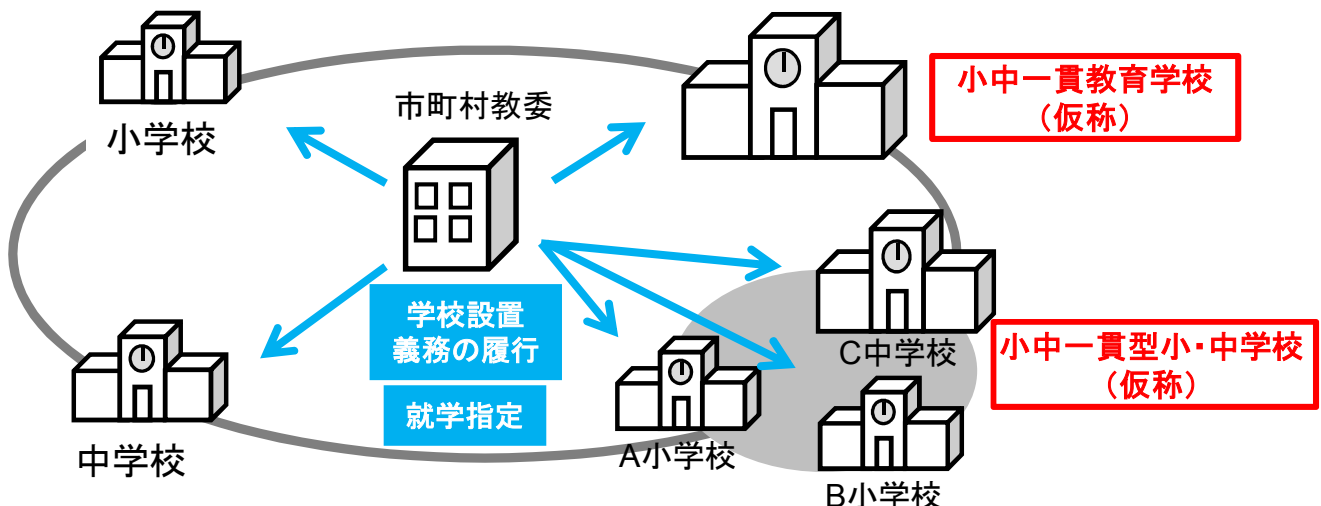 小学校
市町村教委
小中一貫教育学校
（仮称）
学校設置
義務の履行
就学指定
中学校
A小学校
C中学校
B小学校
小中一貫型小・中学校
（仮称）